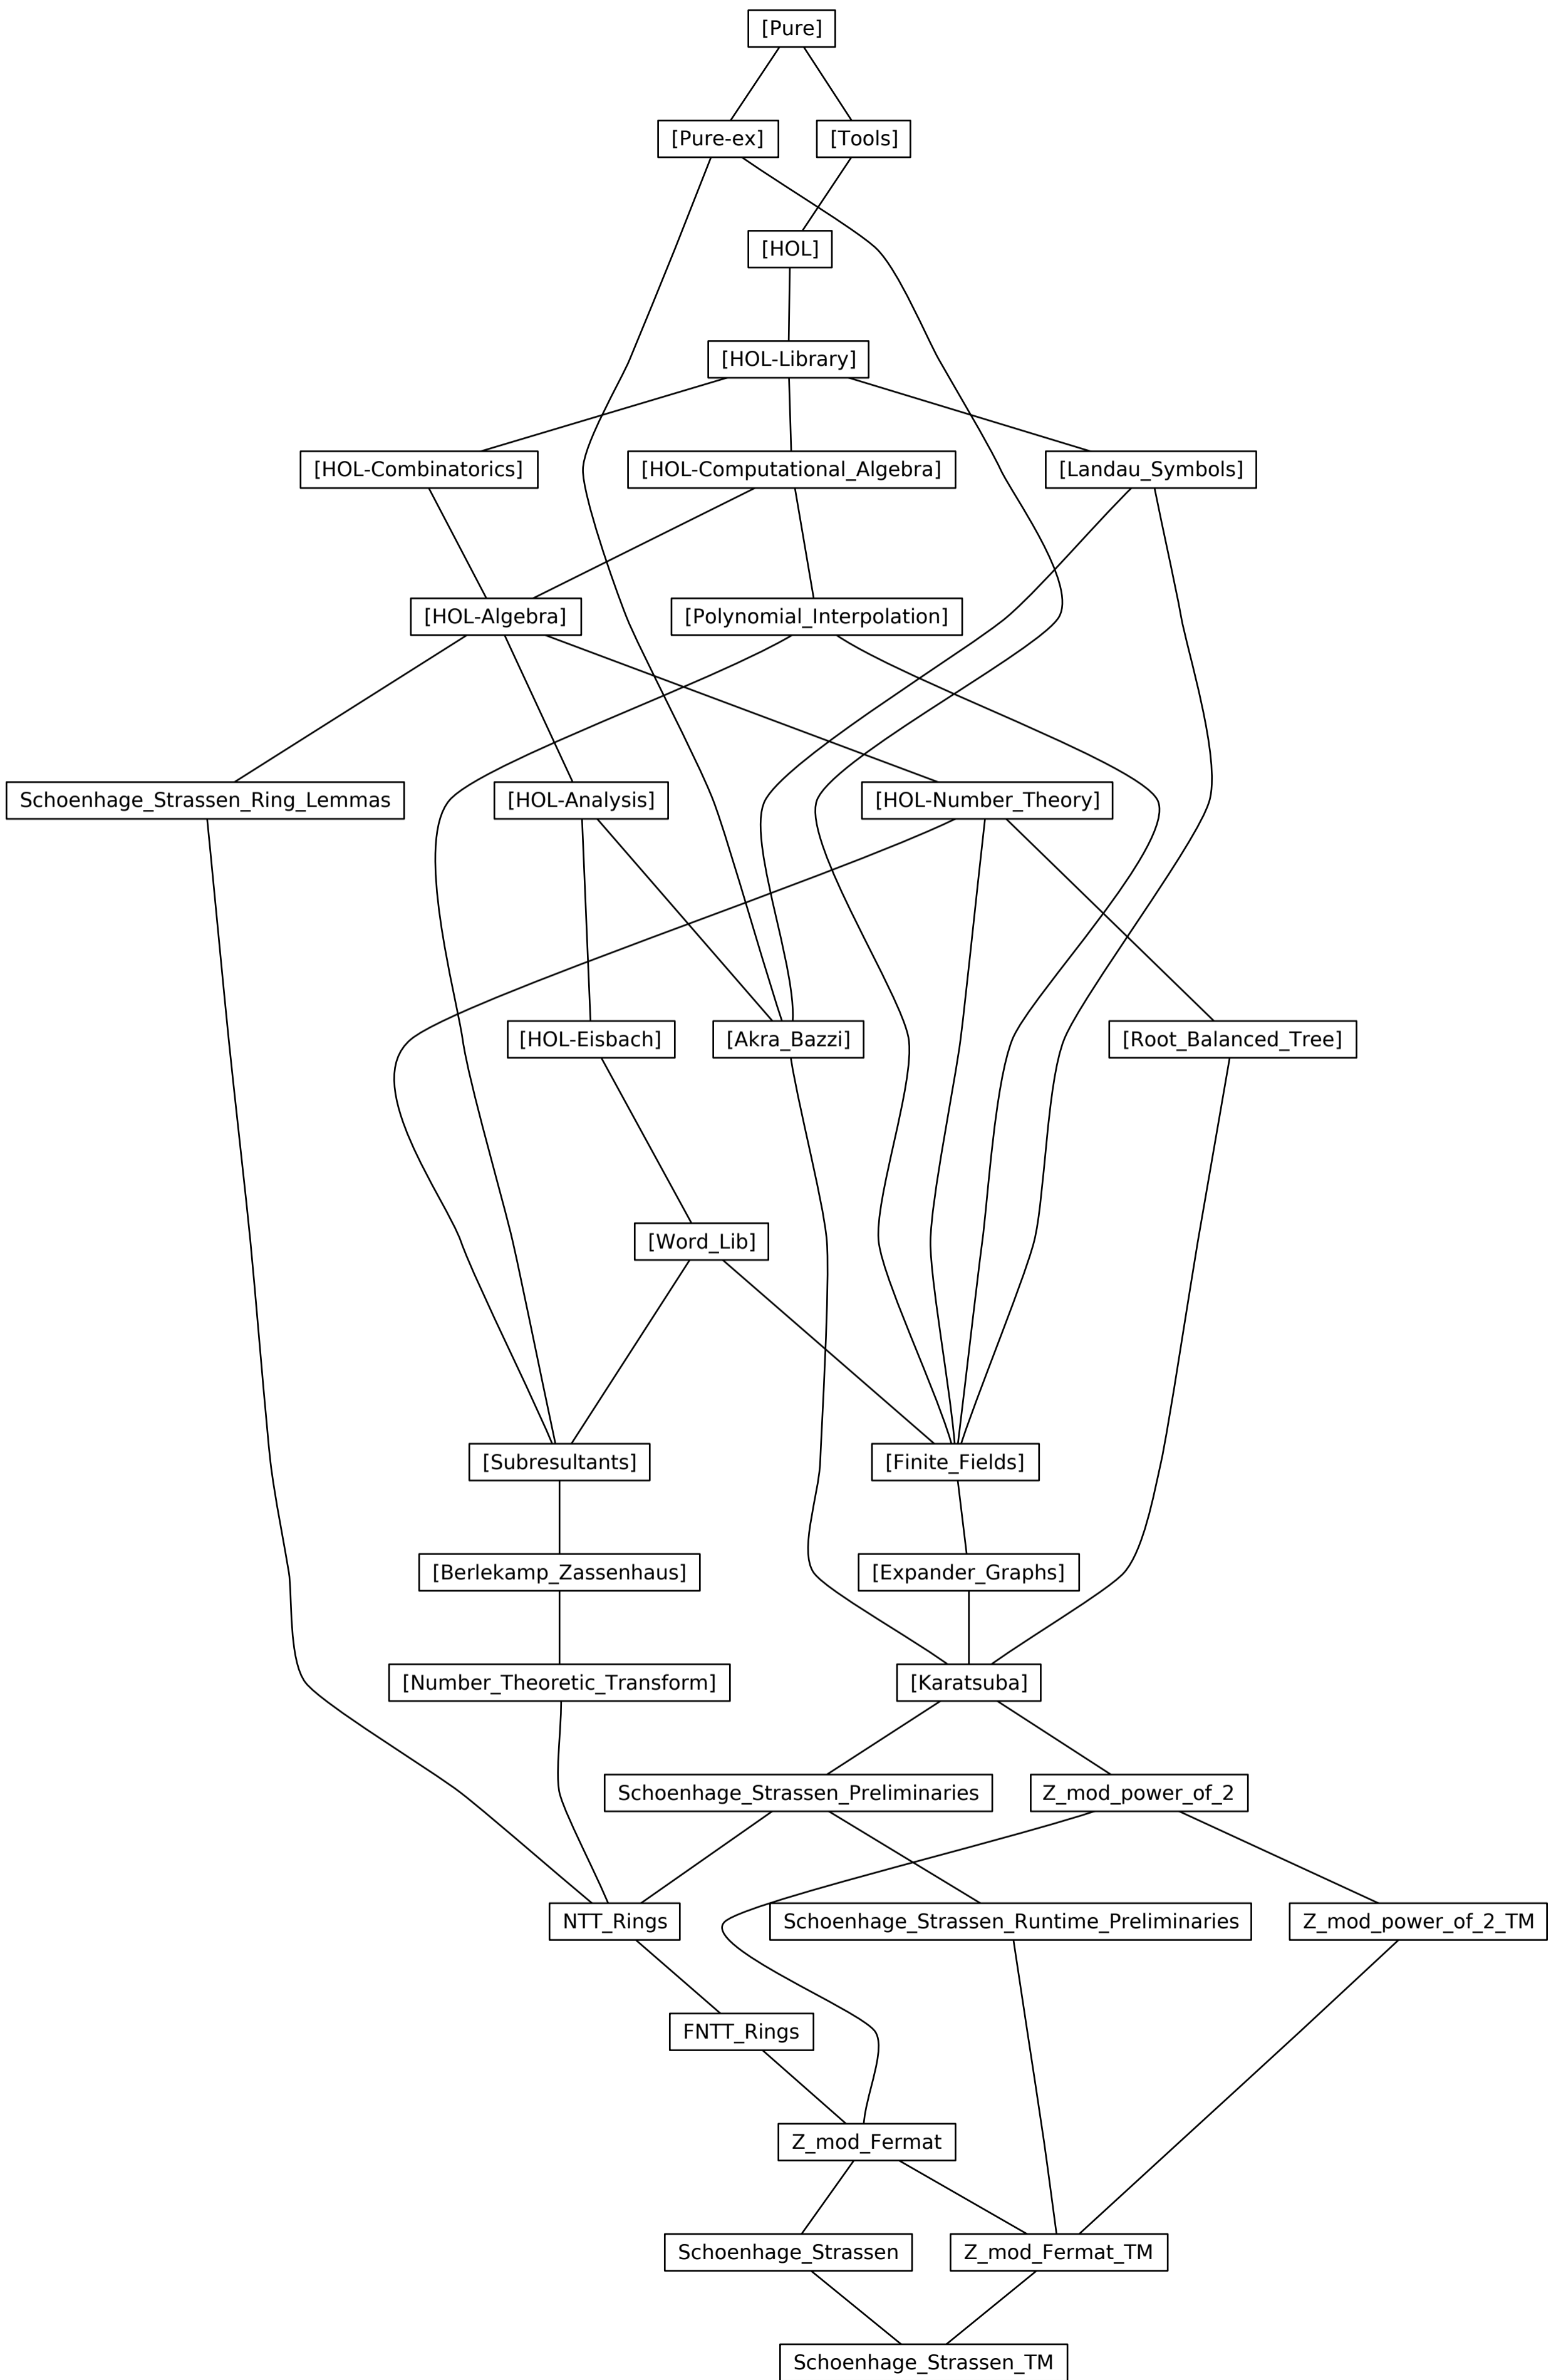 [Pure]
[Pure-ex]
[Tools]
[HOL]
[HOL-Library]
[HOL-Combinatorics]
[HOL-Computational_Algebra]
[Landau_Symbols]
[HOL-Algebra]
[Polynomial_Interpolation]
Schoenhage_Strassen_Ring_Lemmas
[HOL-Analysis]
[HOL-Number_Theory]
[HOL-Eisbach]
[Akra_Bazzi]
[Root_Balanced_Tree]
[Word_Lib]
[Subresultants]
[Finite_Fields]
[Berlekamp_Zassenhaus]
[Expander_Graphs]
[Number_Theoretic_Transform]
[Karatsuba]
Schoenhage_Strassen_Preliminaries
Z_mod_power_of_2
NTT_Rings
Schoenhage_Strassen_Runtime_Preliminaries
Z_mod_power_of_2_TM
FNTT_Rings
Z_mod_Fermat
Schoenhage_Strassen
Z_mod_Fermat_TM
Schoenhage_Strassen_TM